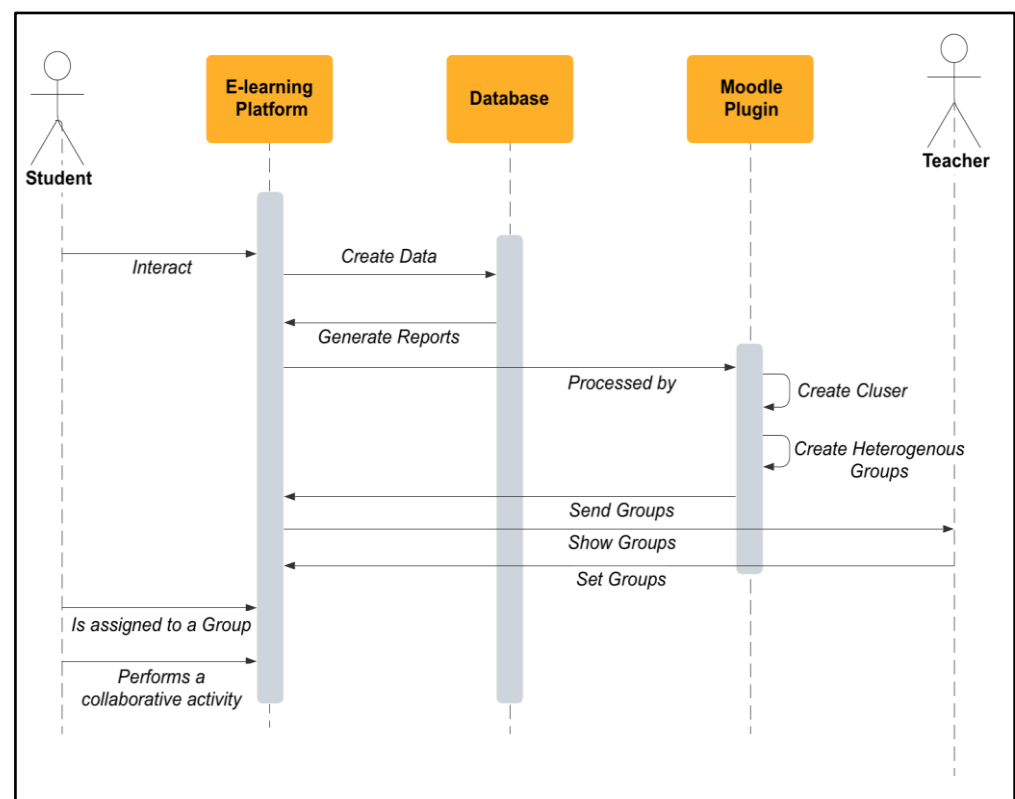 E-learning
Platform
Database
Moodle
Plugin
Student
Teacher
Interact
Create Data
Generate Reports
Processed by
Create Cluser
Create Heterogenous
Groups
Send Groups
Show Groups
Set Groups
Is assigned to a Group
Performs a
collaborative activity